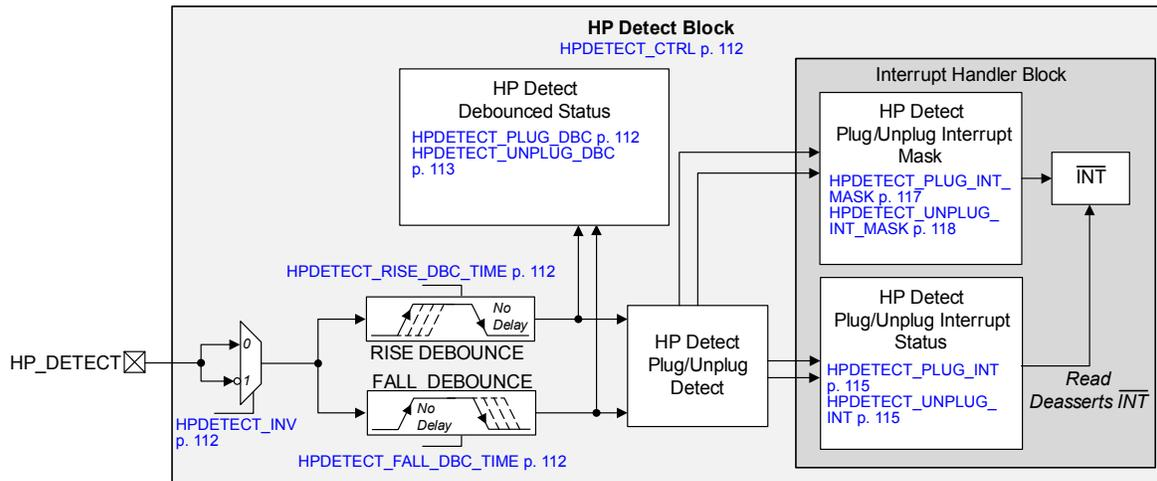 HP Detect Block
HPDETECT_CTRL p. 112
HP Detect
Debounced Status
HPDETECT_PLUG_DBC p. 112
HPDETECT_UNPLUG_DBC
p. 113
Interrupt Handler Block
HP Detect
Plug/Unplug Interrupt
Mask
HPDETECT_PLUG_INT_
MASK p. 117
HPDETECT_UNPLUG_
INT_MASK p. 118
INT
HPDETECT_RISE_DBC_TIME p. 112
No
Delay
RISE DEBOUNCE
HP_DETECT
0
1
HPDETECT_INV
p. 112
FALL DEBOUNCE
No
Delay
HPDETECT_FALL_DBC_TIME p. 112
HP Detect
Plug/Unplug
Detect
HP Detect
Plug/Unplug Interrupt
Status
HPDETECT_PLUG_INT
p. 115
HPDETECT_UNPLUG_
INT p. 115
Read
Deasserts INT